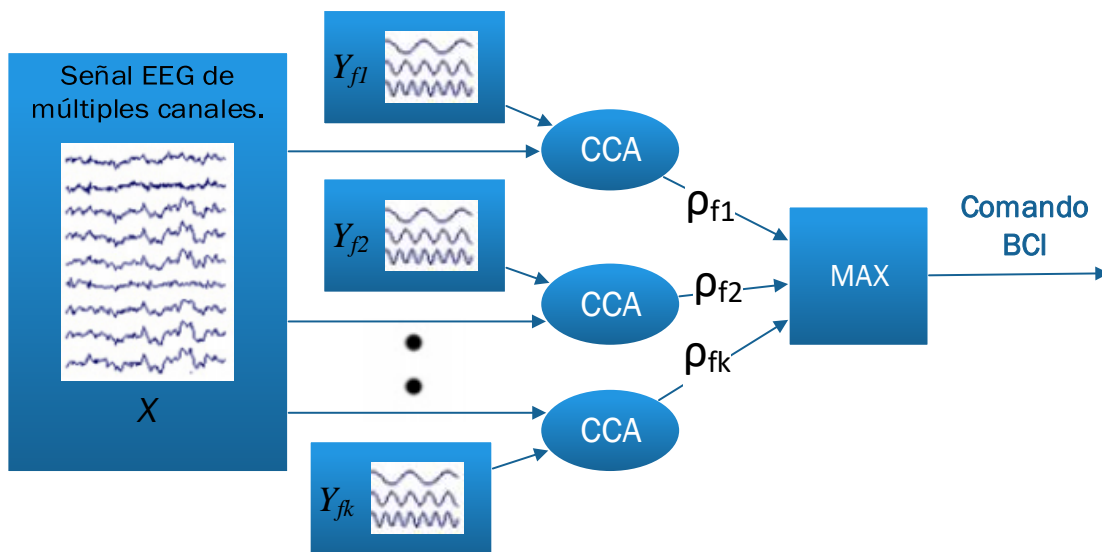 Señal EEG de
múltiples canales.
X
Yf1
CCA
ρf1
Yf2
CCA
ρf2
Yfk
CCA
ρfk
MAX
Comando
BCI